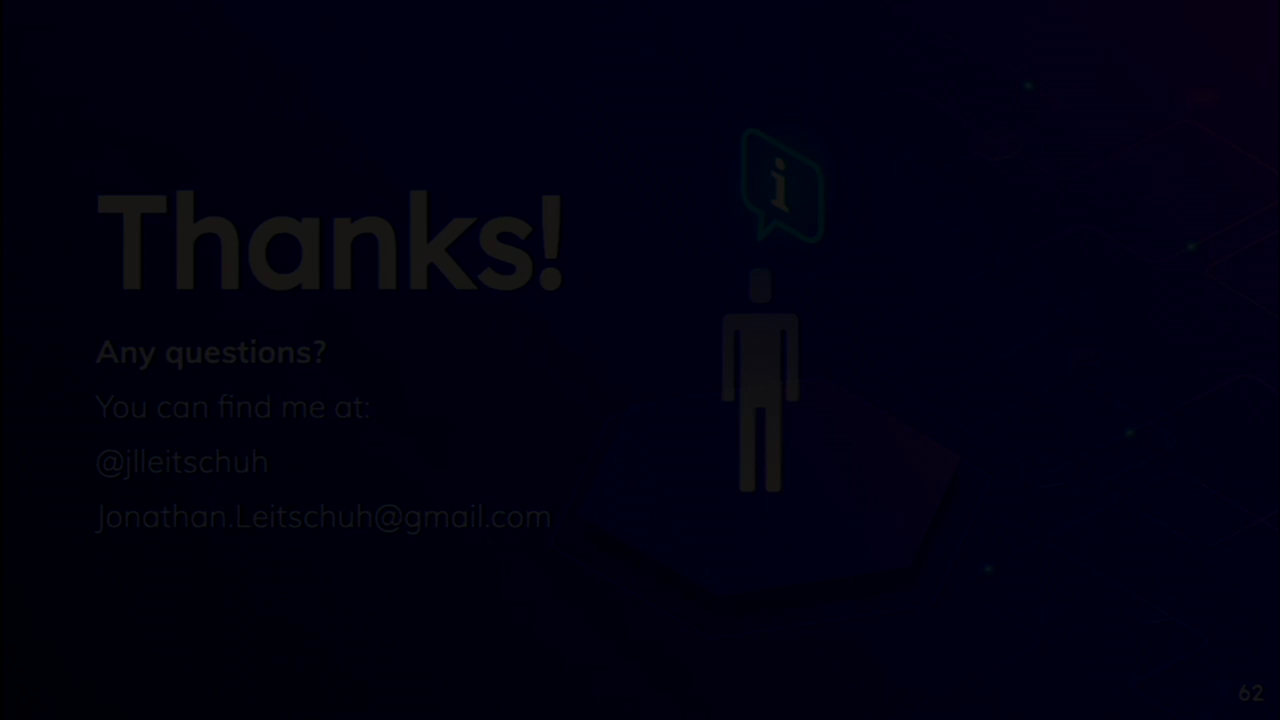 Thanks!
Any questions?
You can find me at:
@jlleitschuh
Jonathan.Leitschuh@gmail.com
i
62